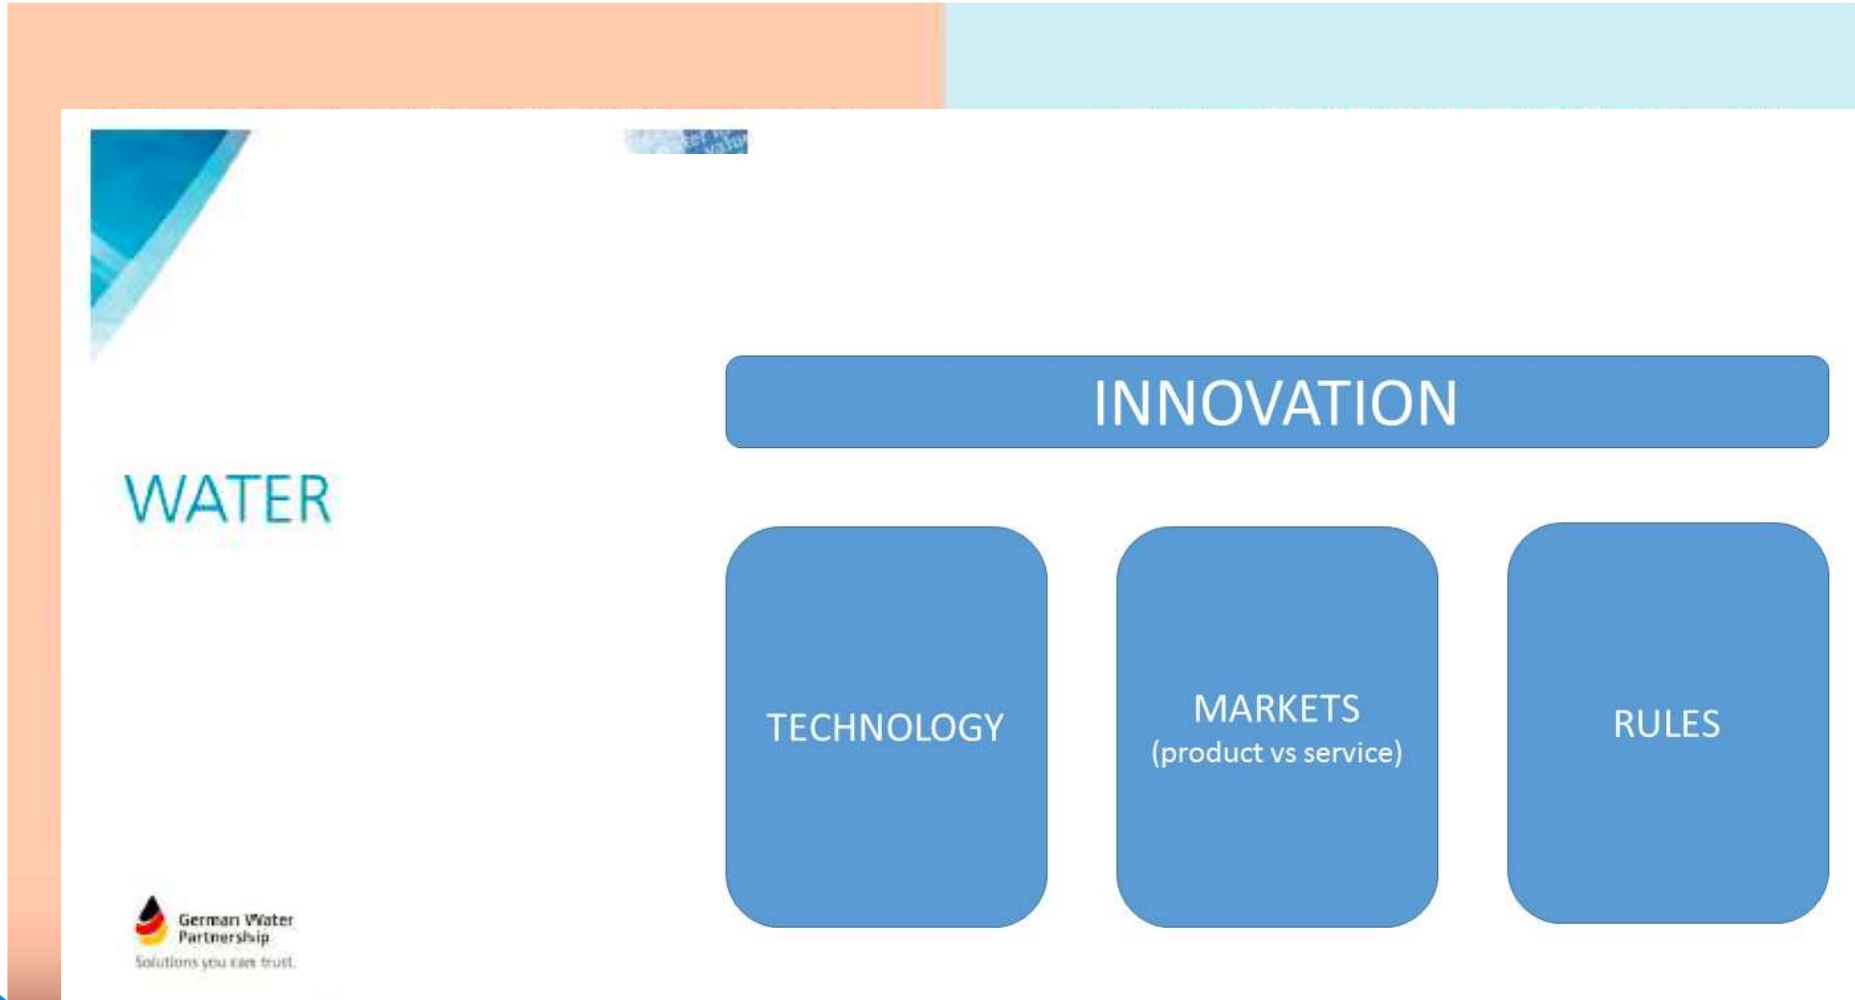 INNOVATION
WATER
TECHNOLOGY
MARKETS
(product vs service)
RULES
German Water
Partnership
Solutions you can trust.